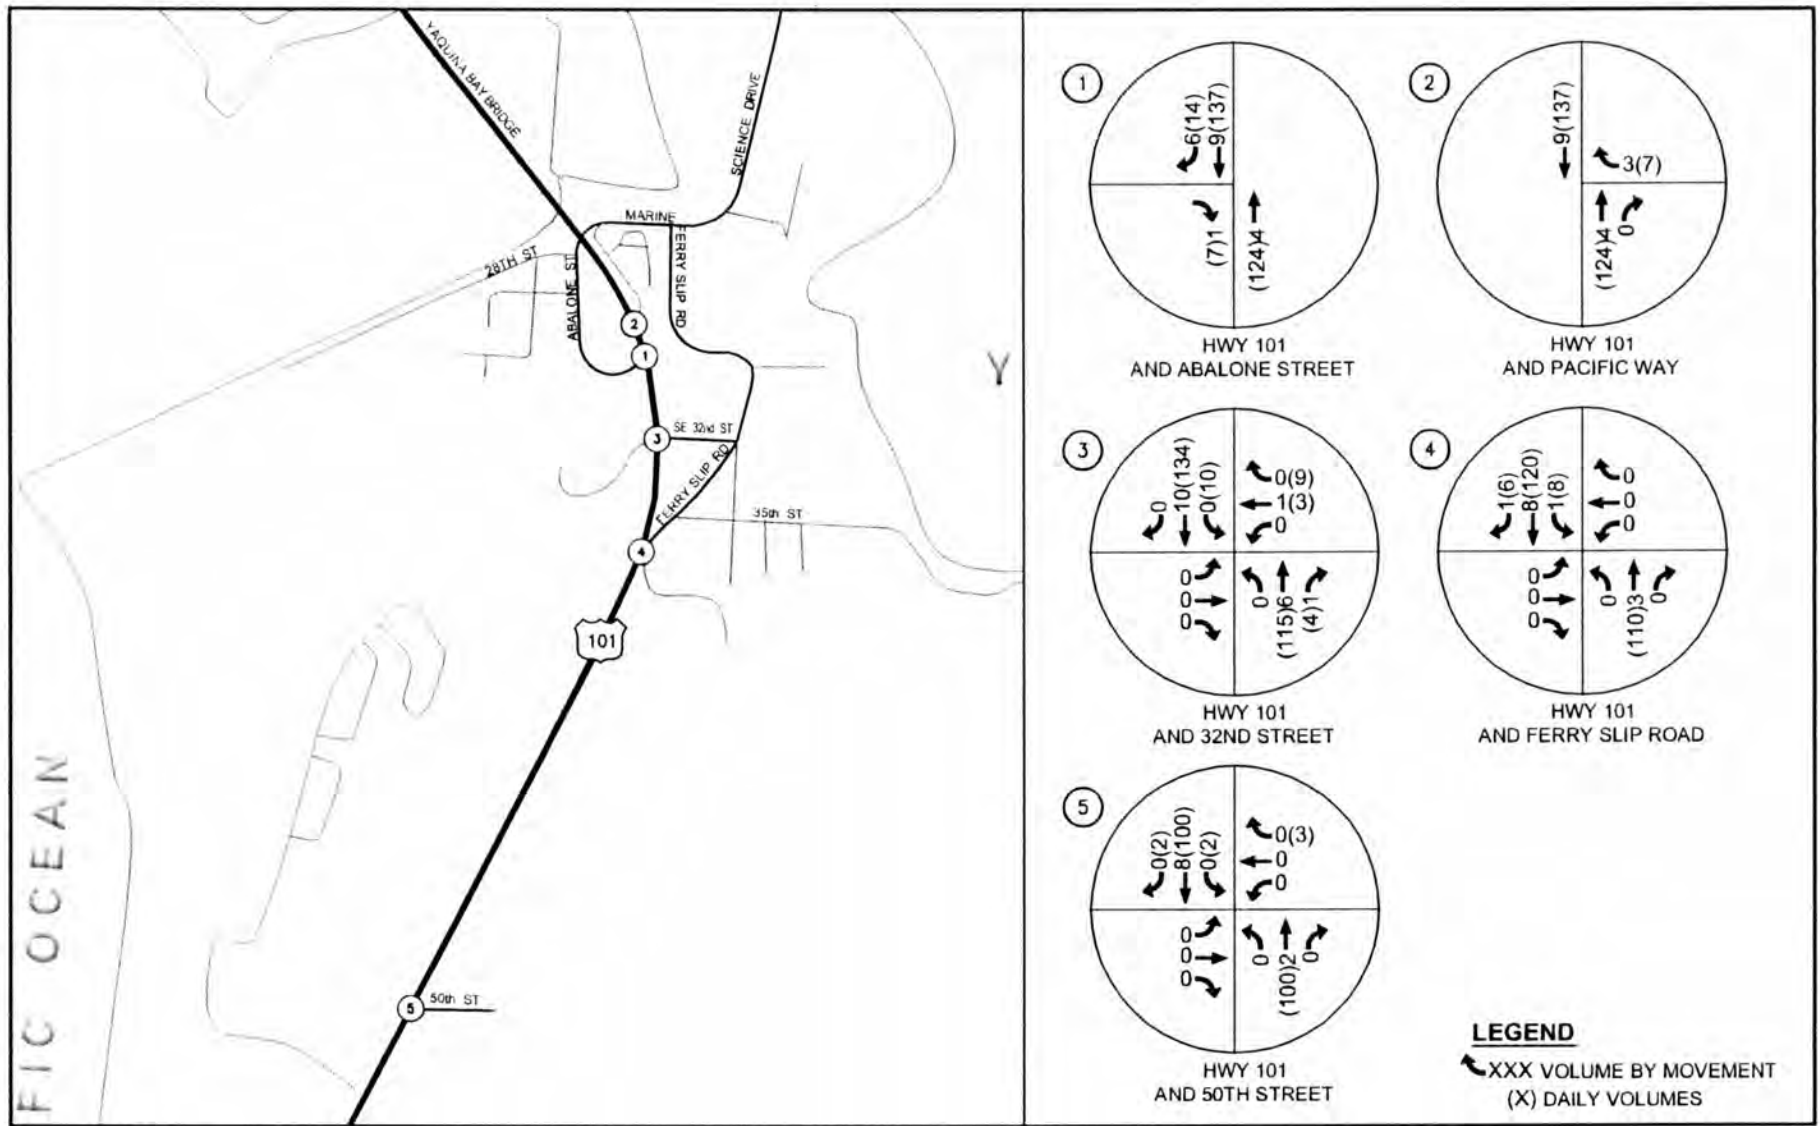 YAQUINA BAY BRIDGE
SCIENCE DRIVE
MARINE
FERRY SLIP RD
28TH ST
ABALONE ST
2
1
Y
3
SE 32nd ST
FERRY SLIP RD
35th ST
4
101
FIC OCEAN
5
50th ST
1
6(14)
9(137)
(7)1
(124)4
HWY 101
AND ABALONE STREET
2
9(137)
3(7)
(124)4
0
HWY 101
AND PACIFIC WAY
3
0
10(134)
0(10)
0(9)
1(3)
0
0
0
0
0
(115)6
(4)1
HWY 101
AND 32ND STREET
4
1(6)
8(120)
1(8)
0
0
0
0
0
0
0
(110)3
0
HWY 101
AND FERRY SLIP ROAD
5
0(2)
8(100)
0(2)
0(3)
0
0
0
0
0
0
(100)2
0
HWY 101
AND 50TH STREET
LEGEND
XXX VOLUME BY MOVEMENT
(X) DAILY VOLUMES